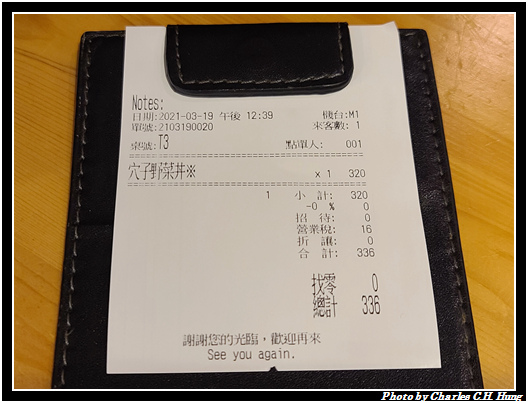 Notes:
日期:2021-03-19 午後 12:39 機台:M1
單號:2103190020 來客數: 1
桌號:T3 點單人: 001
穴子野菜丼※ x 1 320
1 小 計: 320
-0 % 0
招 待: 0
營業稅: 16
折 讓: 0
合 計: 336
找零 0
總計 336
謝謝您的光臨,歡迎再來
See you again.
Photo by Charles C.H. Hung